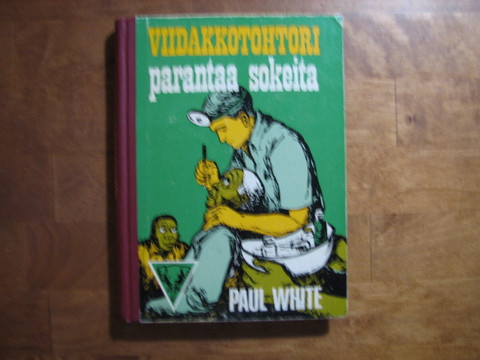 VIIDAKKOTOHTORI
parantaa sokeita
PAUL WHITE